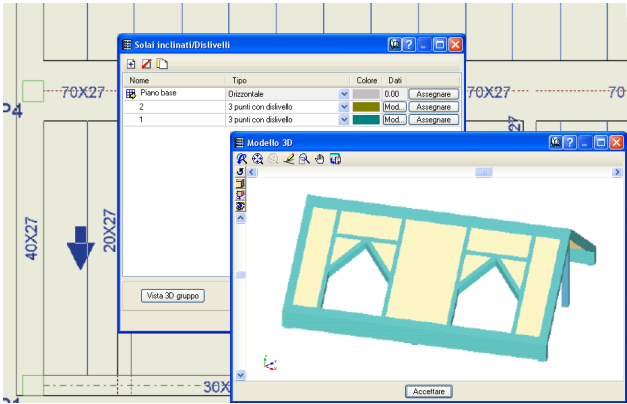 Solai inclinati/Dislivelli
Nome Tipo Colore Dati
Piano base Orizzontale 0.00 Assegnare
2 3 punti con dislivello Mod... Assegnare
1 3 punti con dislivello Mod... Assegnare
70X27 70X27 70
P4
27
Modello 3D
40X27
20X27
Vista 3D gruppo
30X
Accettare